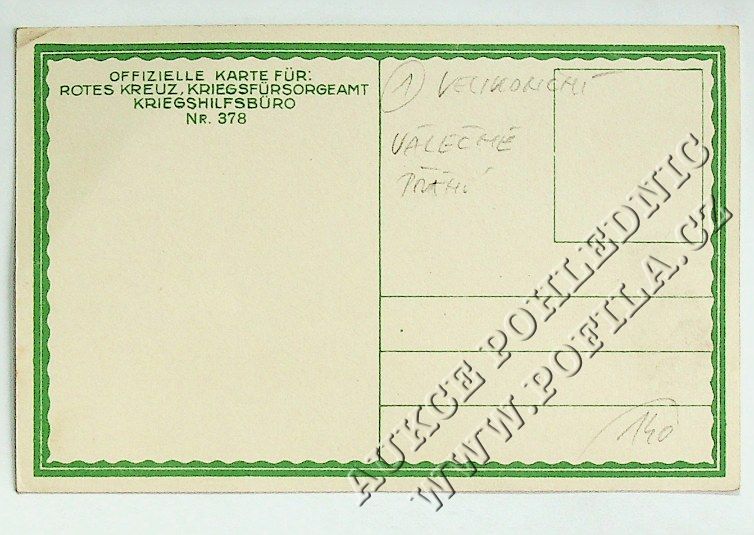 OFFIZIELLE KARTE FÜR:
ROTES KREUZ, KRIEGSFÜRSORGEAMT
KRIEGSHILFSBÜRO
NR. 378
1 VELIKONOČNÍ
VÁLEČNÉ
PŘÁNÍ
140
AUKCE POHLEDNIC
WWW.POFILA.CZ